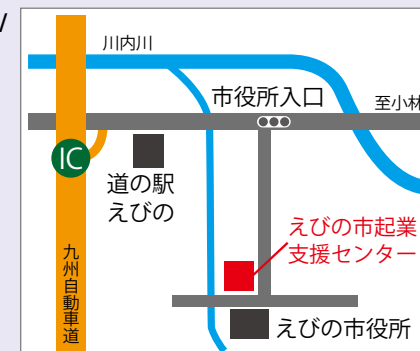 川内川
市役所入口
至小林
IC
道の駅
えびの
えびの市起業
支援センター
九州自動車道
えびの市役所